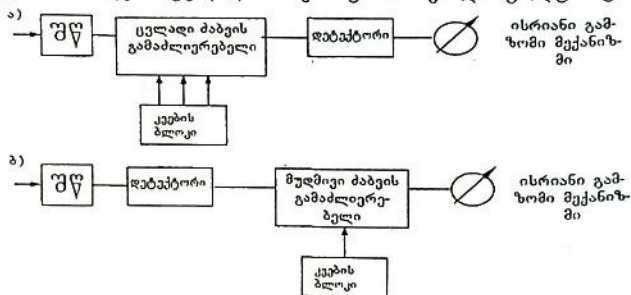 ა)
შწ
ცვლადი ძაბვის
გამაძლიერებელი
დეტექტორი
ისრიანი გამ-
ზომი მექანიზ-
მი
კვების
ბლოკი
ბ)
შწ
დეტექტორი
მუდმივი ძაბვის
გამაძლიერე-
ბელი
ისრიანი გამ-
ზომი მექანიზ-
მი
კვების
ბლოკი